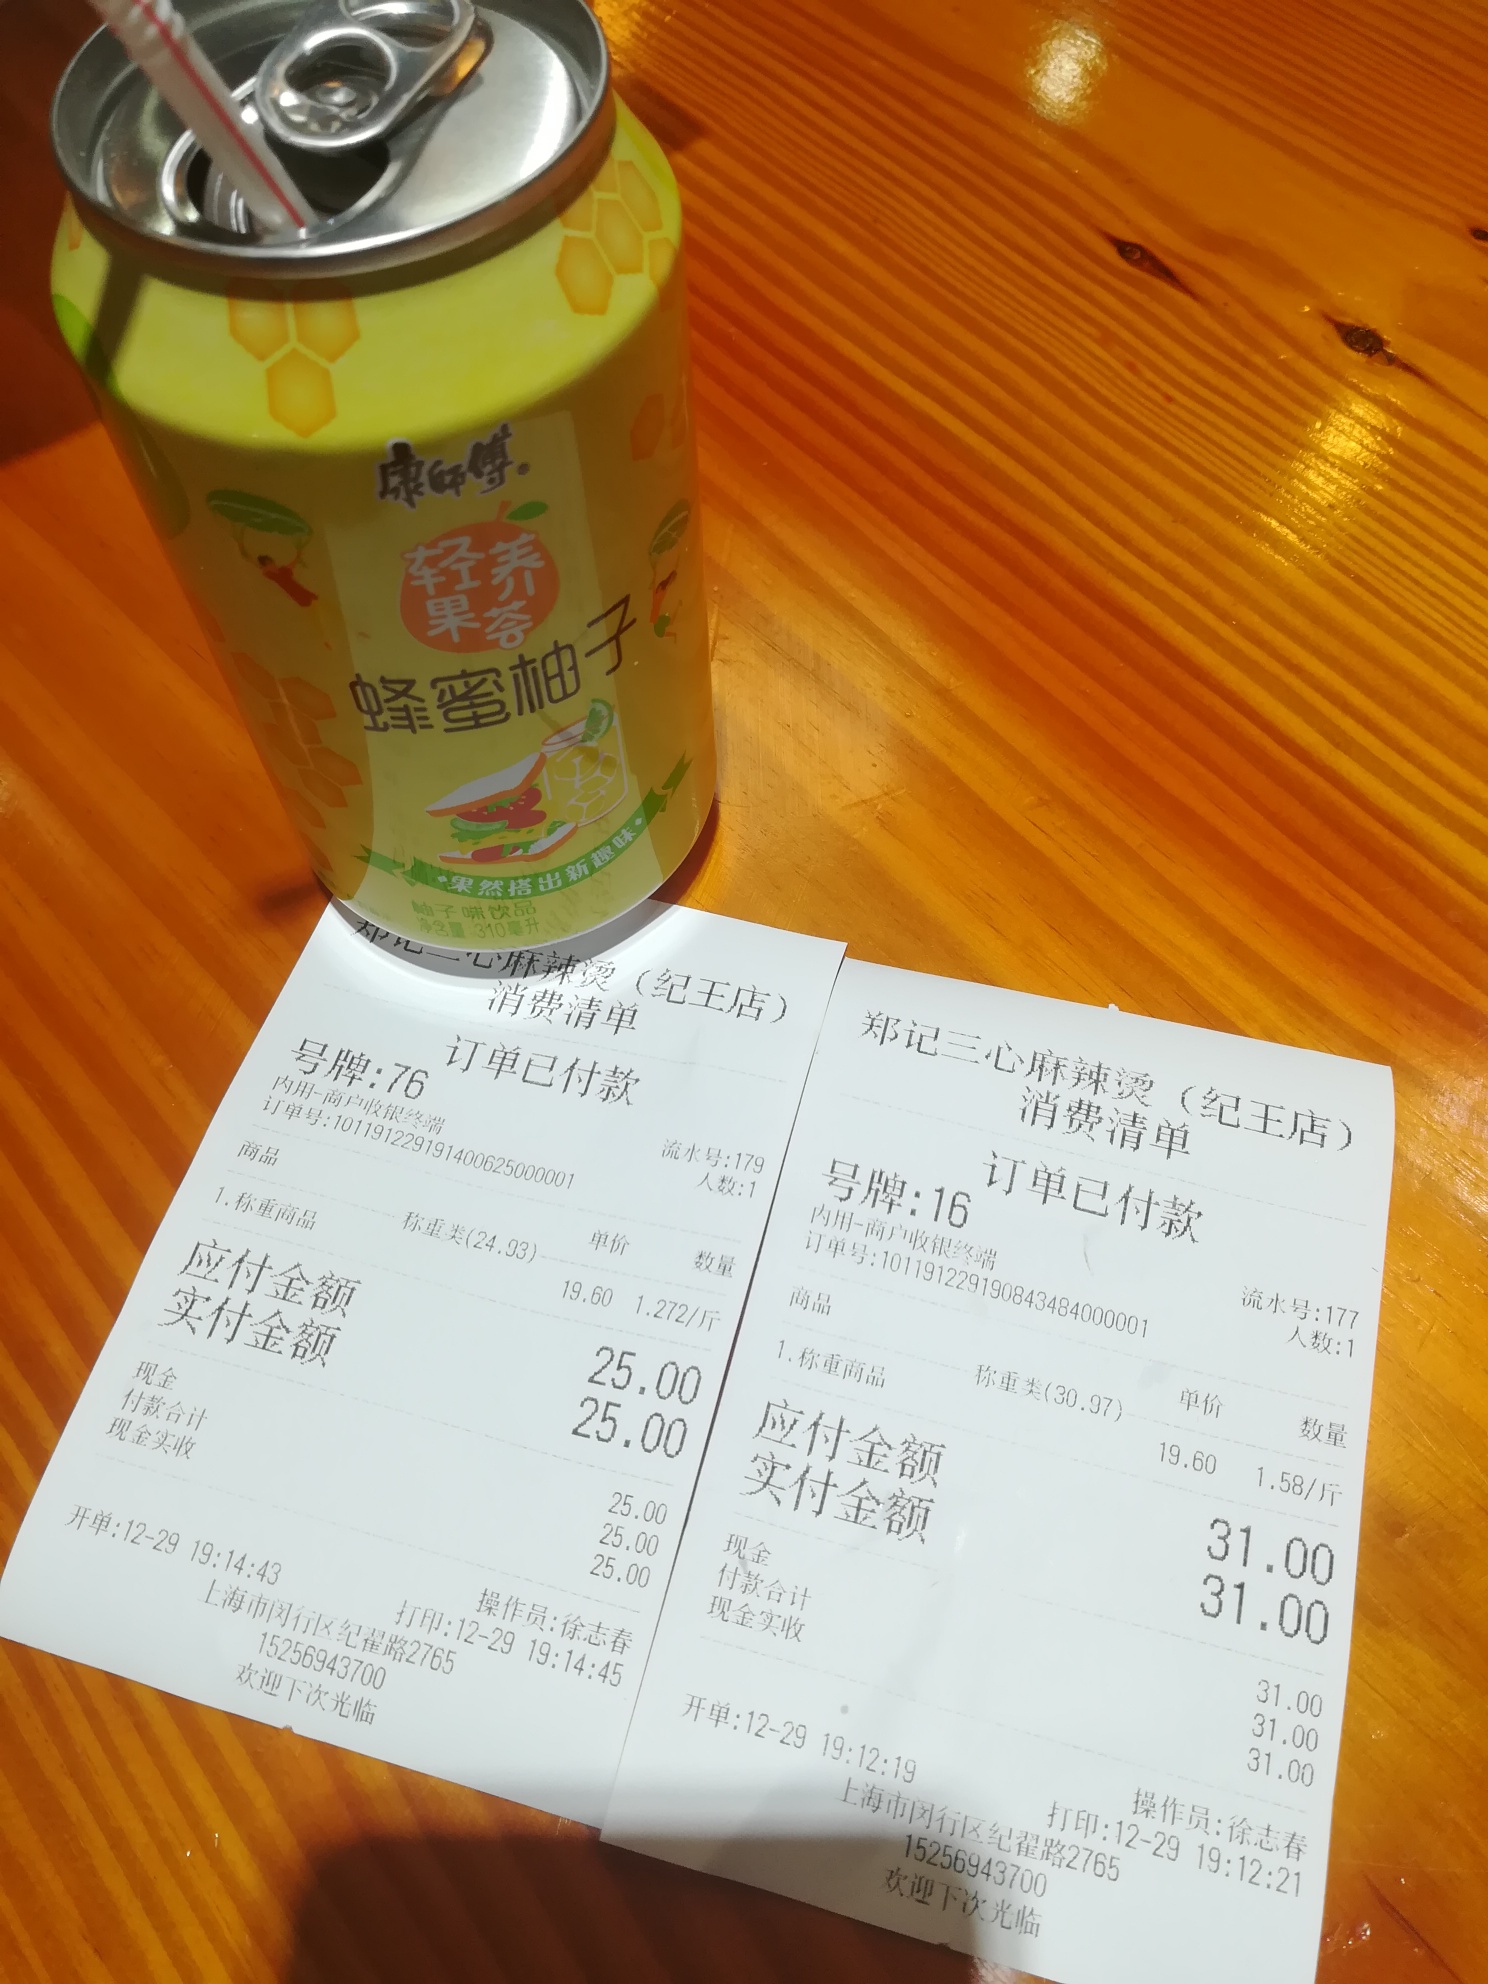 康師傅
轻养
果荟
蜂蜜柚子
果然搭出新趣味
柚子味饮品
净含量 310毫升
郑记三心麻辣烫（纪王店）
消费清单
订单已付款
号牌:76
内用-商户收银终端
订单号:101191229191400625000001
流水号:179
人数:1
商品 单价 数量
1.称重商品 称重类(24.93) 19.60 1.272/斤
应付金额 25.00
实付金额 25.00
现金 25.00
付款合计 25.00
现金实收 25.00
操作员:徐志春
开单:12-29 19:14:43 打印:12-29 19:14:45
上海市闵行区纪翟路2765
15256943700
欢迎下次光临
郑记三心麻辣烫（纪王店）
消费清单
订单已付款
号牌:16
内用-商户收银终端
订单号:101191229190843484000001
流水号:177
人数:1
商品 单价 数量
1.称重商品 称重类(30.97) 19.60 1.58/斤
应付金额 31.00
实付金额 31.00
现金 31.00
付款合计 31.00
现金实收 31.00
操作员:徐志春
开单:12-29 19:12:19 打印:12-29 19:12:21
上海市闵行区纪翟路2765
15256943700
欢迎下次光临